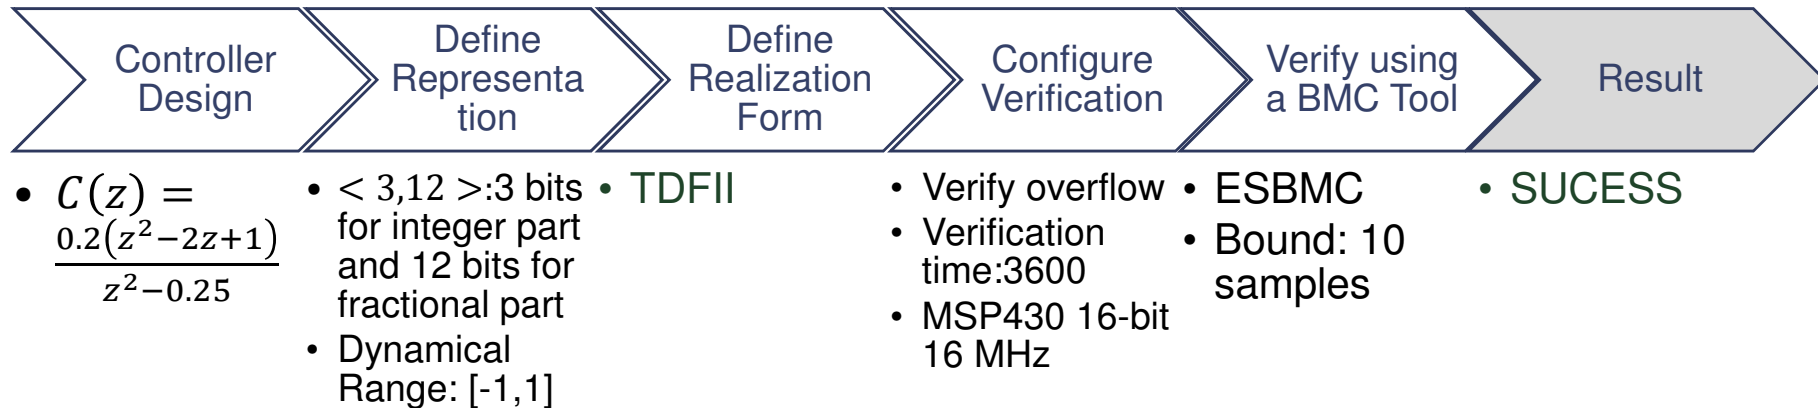 Controller
Design
Define
Representa
tion
Define
Realization
Form
Configure
Verification
Verify using
a BMC Tool
Result
• C(z) =
0.2(z²−2z+1)
z²−0.25
• < 3,12 >:3 bits
for integer part
and 12 bits for
fractional part
• Dynamical
Range: [-1,1]
• TDFII
• Verify overflow
• Verification
time:3600
• MSP430 16-bit
16 MHz
• ESBMC
• Bound: 10
samples
• SUCESS